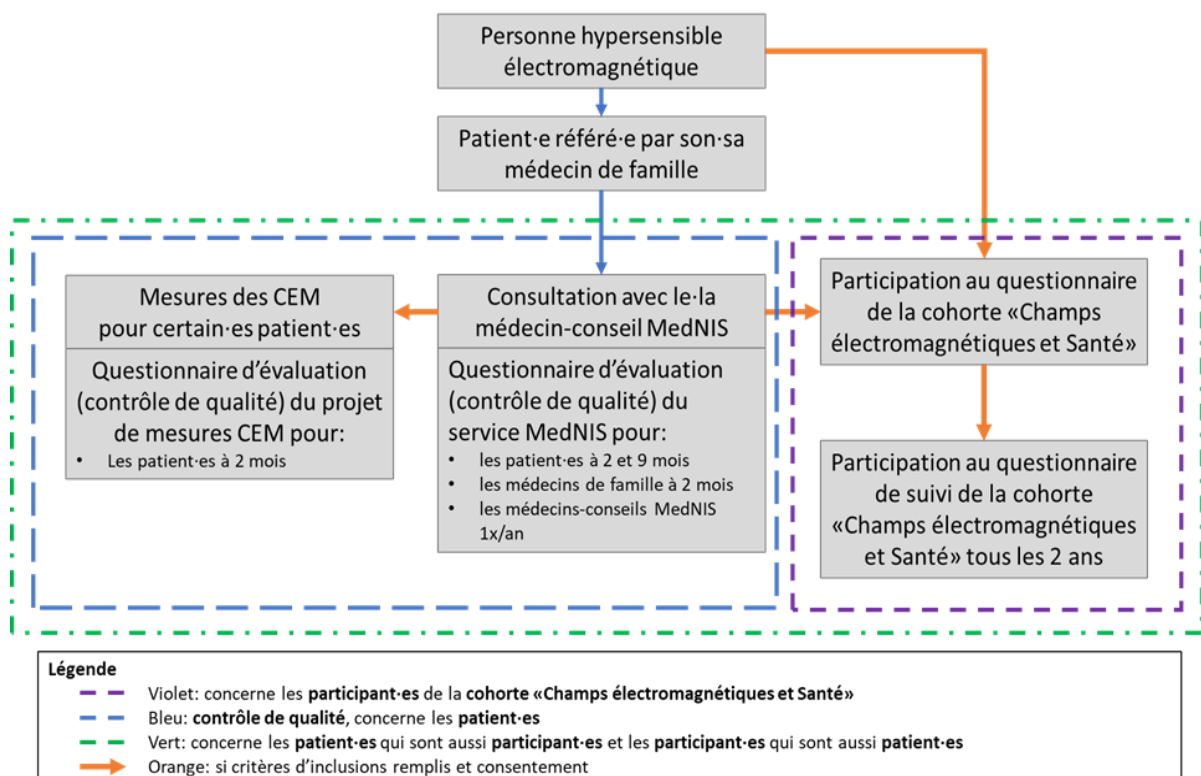 Personne hypersensible
électromagnétique
Patient·e référé·e par son·sa
médecin de famille
Mesures des CEM
pour certain·es patient·es
Questionnaire d’évaluation
(contrôle de qualité) du projet
de mesures CEM pour:
• Les patient·es à 2 mois
Consultation avec le·la
médecin-conseil MedNIS
Questionnaire d’évaluation
(contrôle de qualité) du
service MedNIS pour:
• les patient·es à 2 et 9 mois
• les médecins de famille à 2 mois
• les médecins-conseils MedNIS
1x/an
Participation au questionnaire
de la cohorte «Champs
électromagnétiques et Santé»
Participation au questionnaire
de suivi de la cohorte
«Champs électromagnétiques
et Santé» tous les 2 ans
Légende
Violet: concerne les participant·es de la cohorte «Champs électromagnétiques et Santé»
Bleu: contrôle de qualité, concerne les patient·es
Vert: concerne les patient·es qui sont aussi participant·es et les participant·es qui sont aussi patient·es
Orange: si critères d’inclusions remplis et consentement